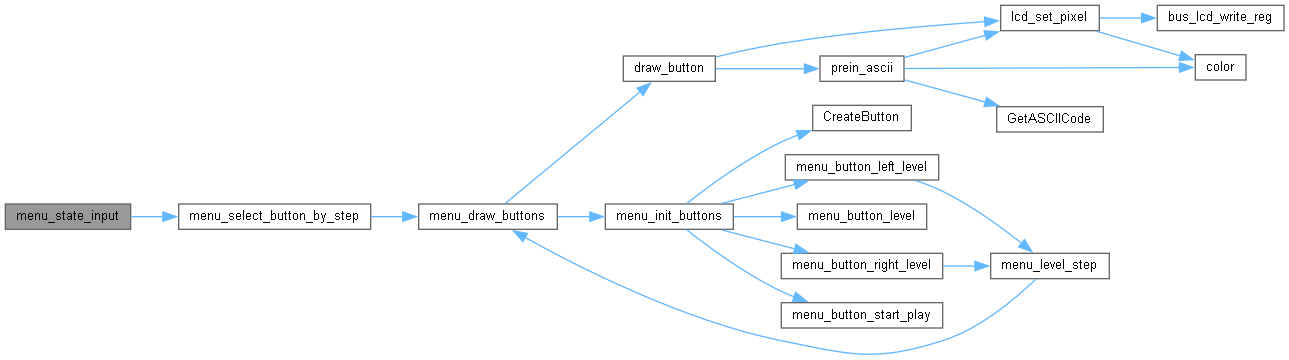 menu_state_input
menu_select_button_by_step
menu_draw_buttons
draw_button
menu_init_buttons
lcd_set_pixel
prein_ascii
bus_lcd_write_reg
color
GetASCIICode
CreateButton
menu_button_left_level
menu_button_level
menu_button_right_level
menu_button_start_play
menu_level_step